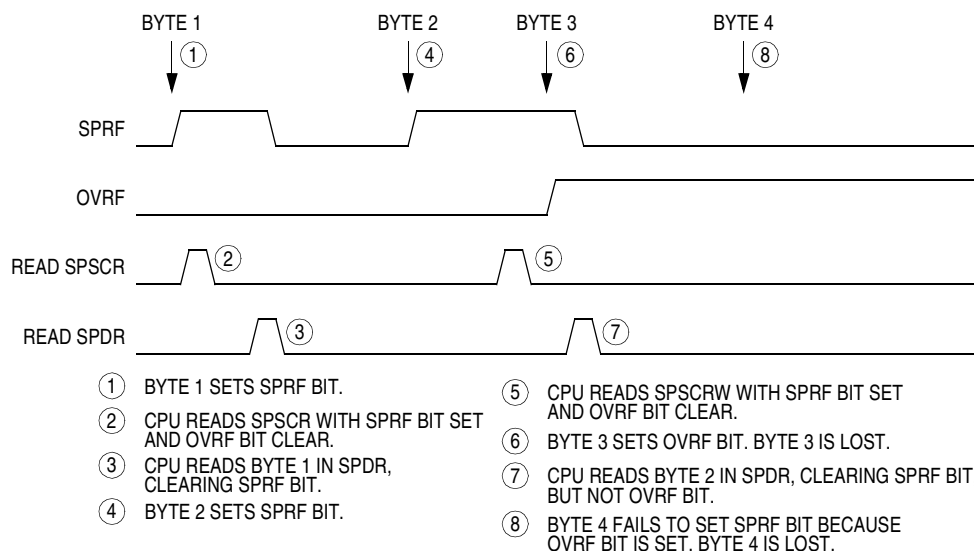 BYTE 1 BYTE 2 BYTE 3 BYTE 4
1 4 6 8
SPRF
OVRF
READ SPSCR 2 5
READ SPDR 3 7
1 BYTE 1 SETS SPRF BIT.
2 CPU READS SPSCR WITH SPRF BIT SET
AND OVRF BIT CLEAR.
3 CPU READS BYTE 1 IN SPDR,
CLEARING SPRF BIT.
4 BYTE 2 SETS SPRF BIT.
5 CPU READS SPSCRW WITH SPRF BIT SET
AND OVRF BIT CLEAR.
6 BYTE 3 SETS OVRF BIT. BYTE 3 IS LOST.
7 CPU READS BYTE 2 IN SPDR, CLEARING SPRF BIT
BUT NOT OVRF BIT.
8 BYTE 4 FAILS TO SET SPRF BIT BECAUSE
OVRF BIT IS SET. BYTE 4 IS LOST.